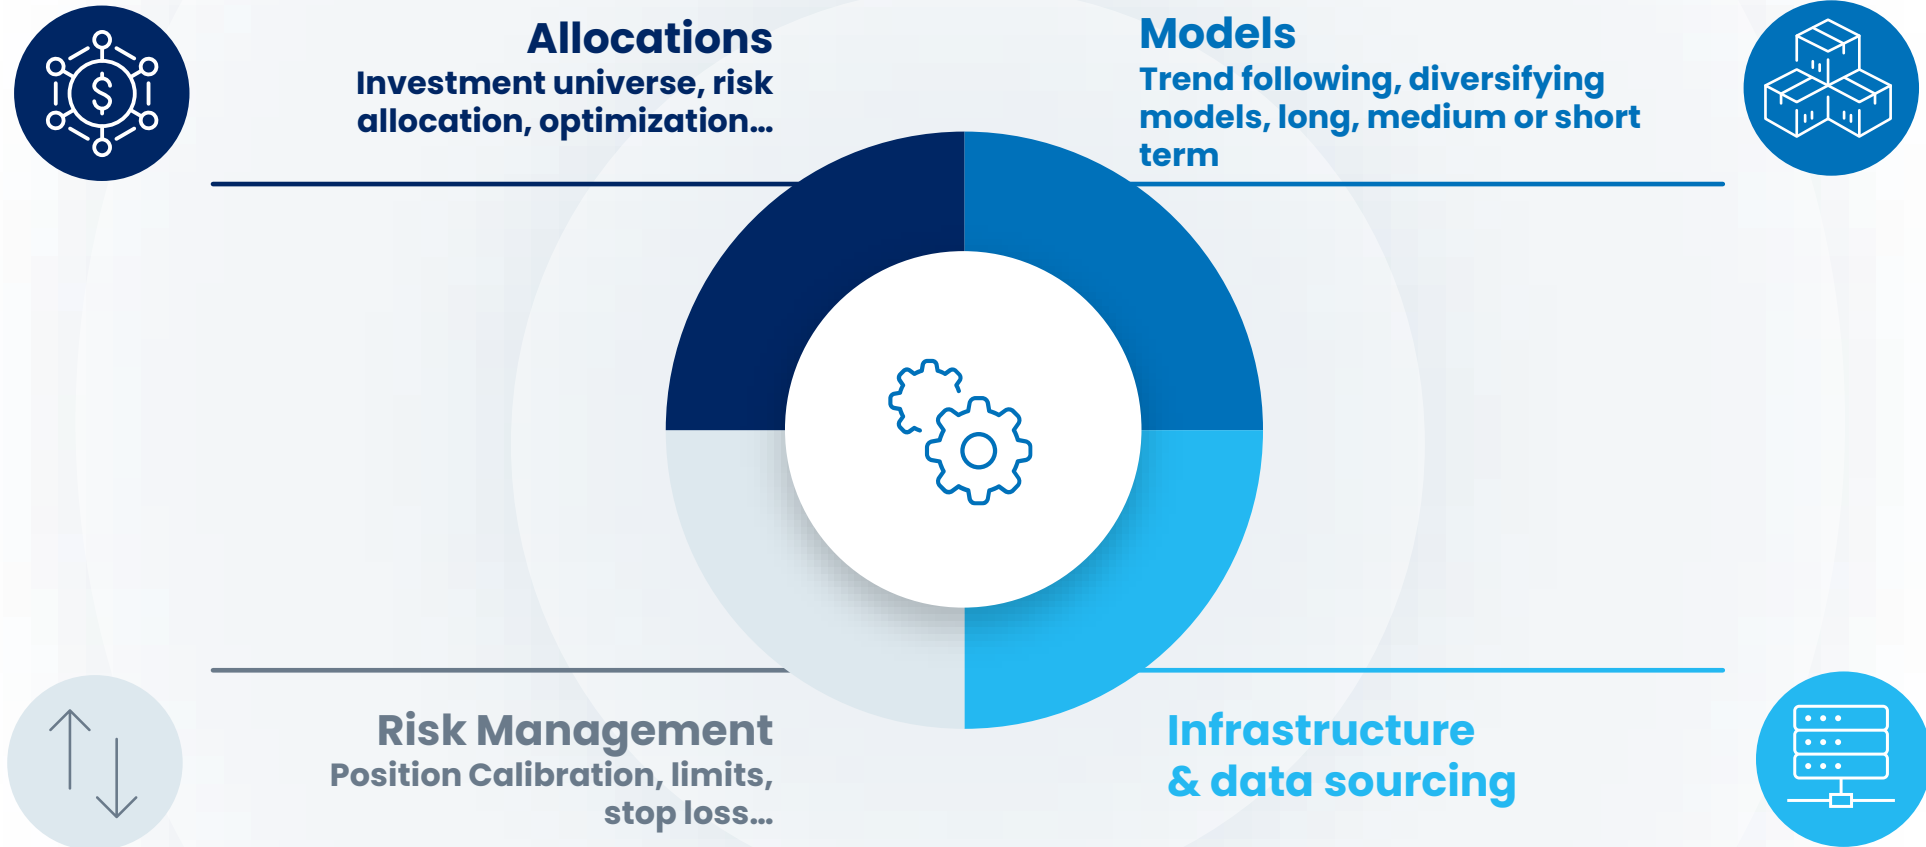 Allocations
Investment universe, risk
allocation, optimization...
Models
Trend following, diversifying
models, long, medium or short
term
Risk Management
Position Calibration, limits,
stop loss...
Infrastructure
& data sourcing